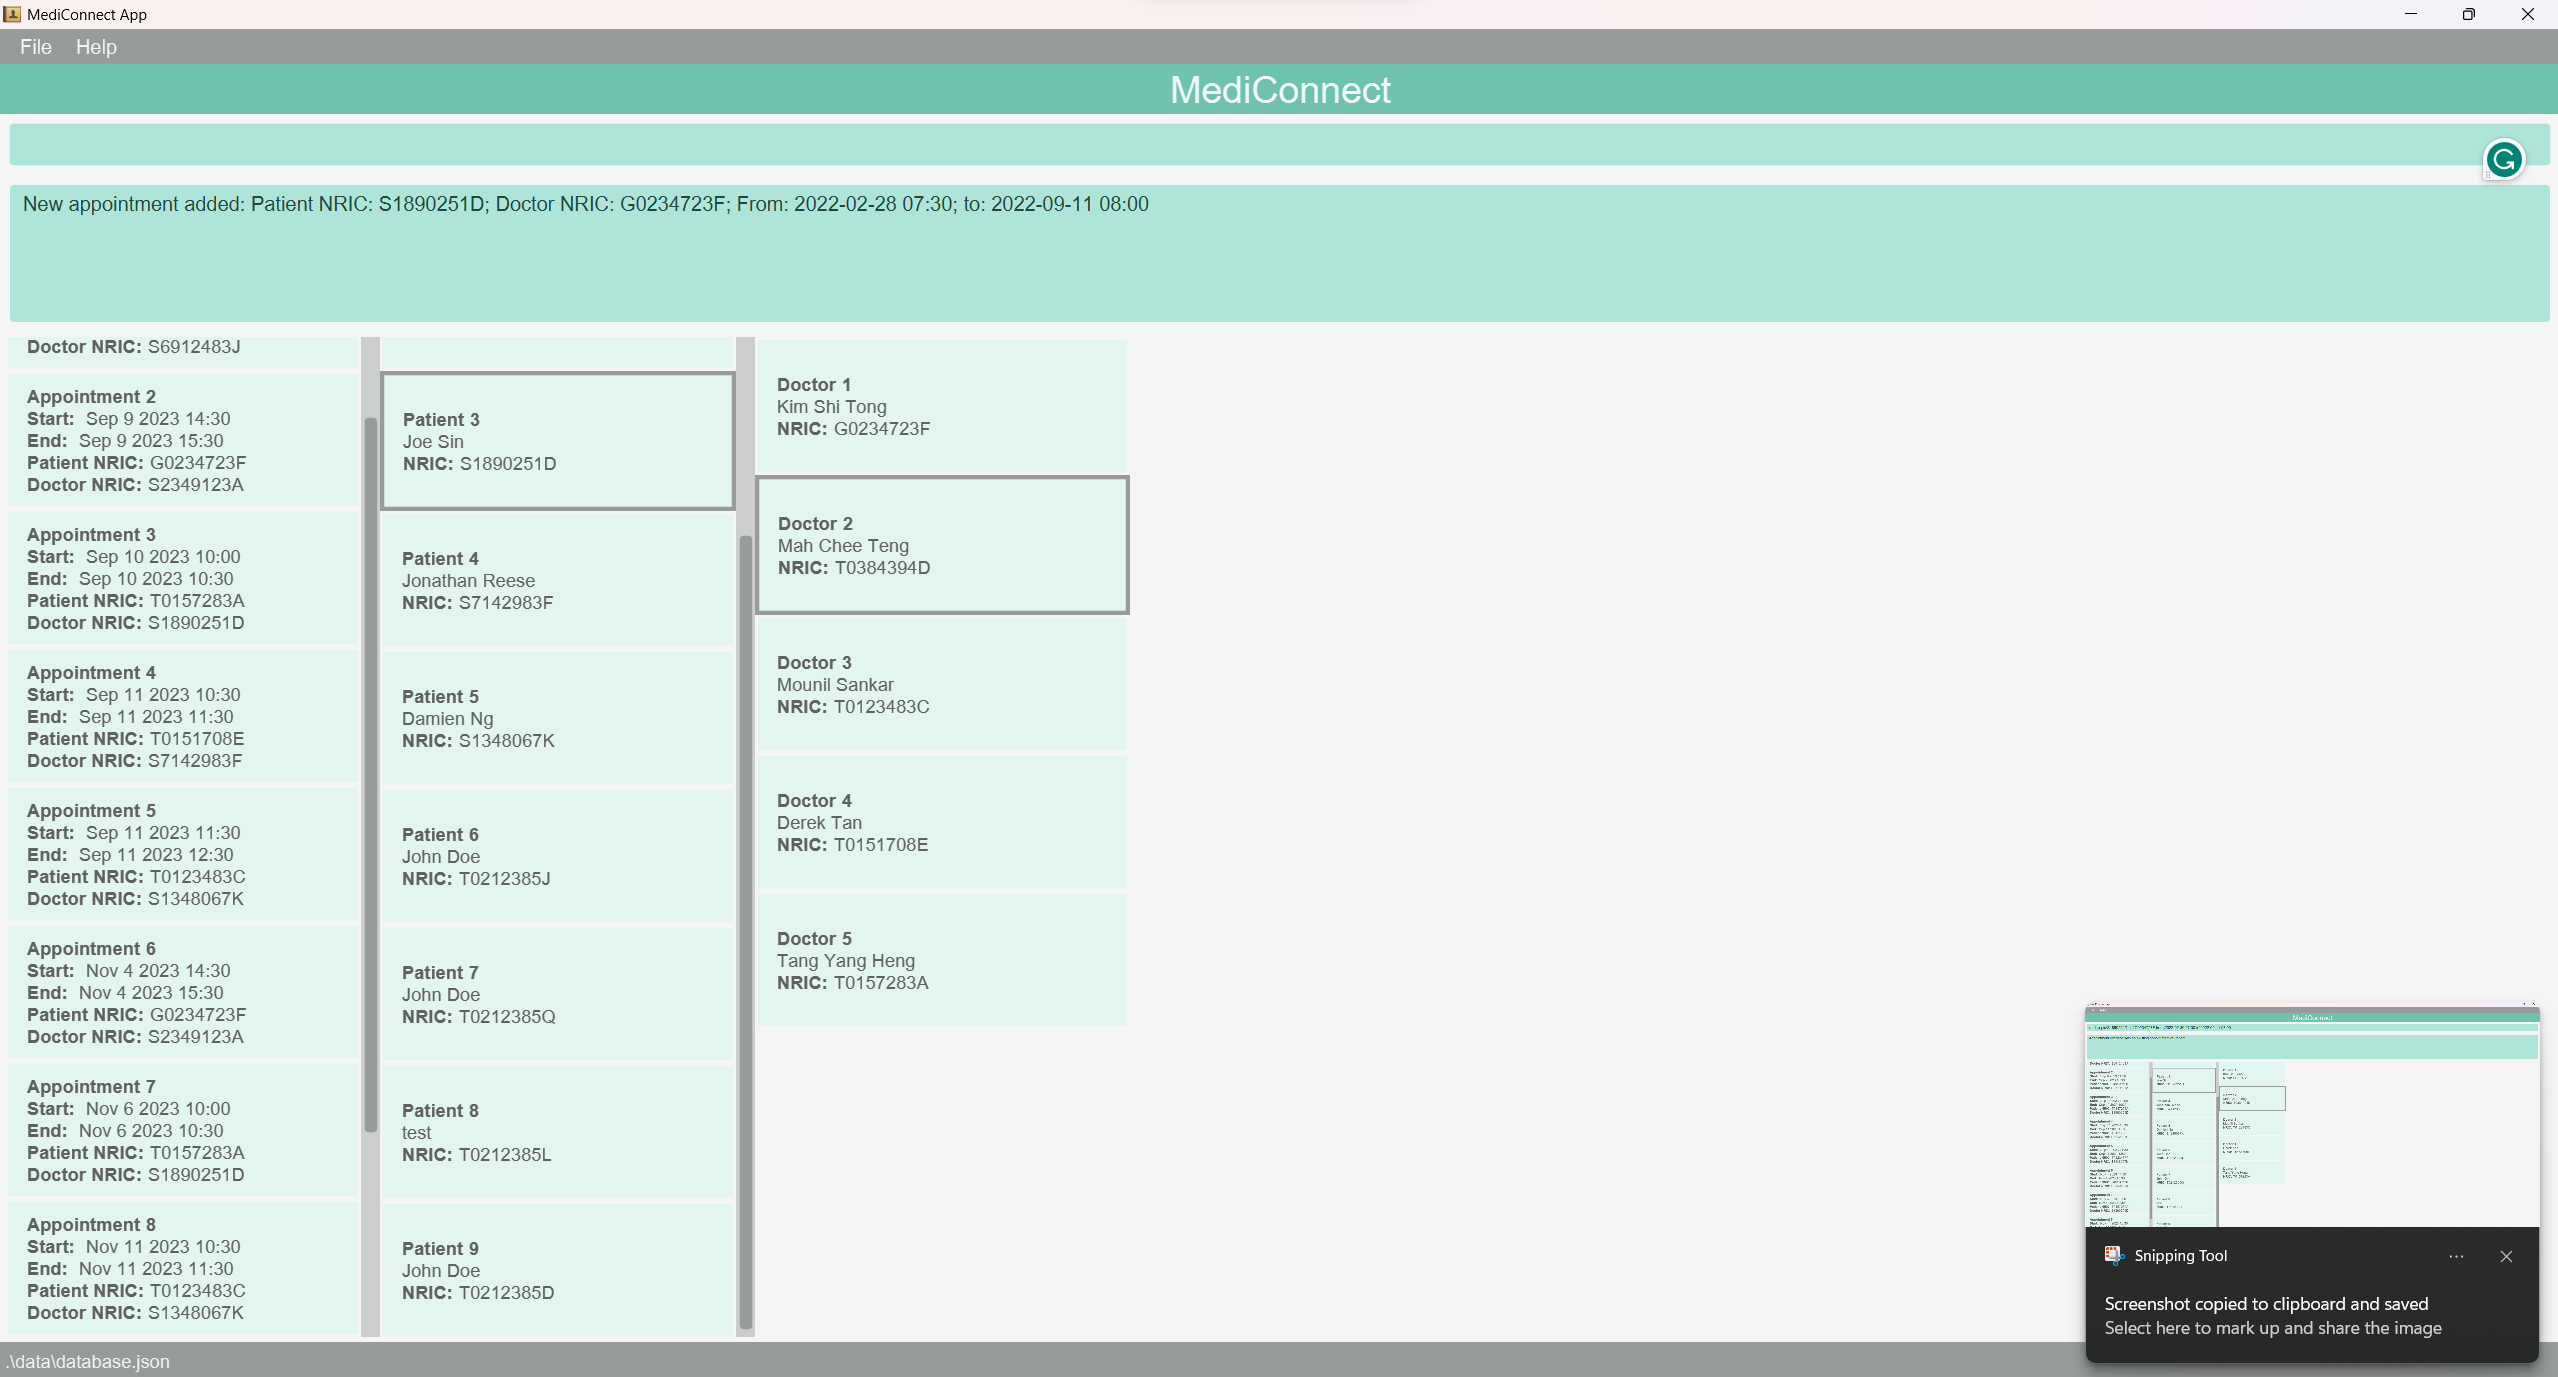 MediConnect App
File Help
MediConnect
New appointment added: Patient NRIC: S1890251D; Doctor NRIC: G0234723F; From: 2022-02-28 07:30; to: 2022-09-11 08:00
Doctor NRIC: S6912483J
Appointment 2
Start: Sep 9 2023 14:30
End: Sep 9 2023 15:30
Patient NRIC: G0234723F
Doctor NRIC: S2349123A
Appointment 3
Start: Sep 10 2023 10:00
End: Sep 10 2023 10:30
Patient NRIC: T0157283A
Doctor NRIC: S1890251D
Appointment 4
Start: Sep 11 2023 10:30
End: Sep 11 2023 11:30
Patient NRIC: T0151708E
Doctor NRIC: S7142983F
Appointment 5
Start: Sep 11 2023 11:30
End: Sep 11 2023 12:30
Patient NRIC: T0123483C
Doctor NRIC: S1348067K
Appointment 6
Start: Nov 4 2023 14:30
End: Nov 4 2023 15:30
Patient NRIC: G0234723F
Doctor NRIC: S2349123A
Appointment 7
Start: Nov 6 2023 10:00
End: Nov 6 2023 10:30
Patient NRIC: T0157283A
Doctor NRIC: S1890251D
Appointment 8
Start: Nov 11 2023 10:30
End: Nov 11 2023 11:30
Patient NRIC: T0123483C
Doctor NRIC: S1348067K
Patient 3
Joe Sin
NRIC: S1890251D
Patient 4
Jonathan Reese
NRIC: S7142983F
Patient 5
Damien Ng
NRIC: S1348067K
Patient 6
John Doe
NRIC: T0212385J
Patient 7
John Doe
NRIC: T0212385Q
Patient 8
test
NRIC: T0212385L
Patient 9
John Doe
NRIC: T0212385D
Doctor 1
Kim Shi Tong
NRIC: G0234723F
Doctor 2
Mah Chee Teng
NRIC: T0384394D
Doctor 3
Mounil Sankar
NRIC: T0123483C
Doctor 4
Derek Tan
NRIC: T0151708E
Doctor 5
Tang Yang Heng
NRIC: T0157283A
MediConnect
Snipping Tool
Screenshot copied to clipboard and saved
Select here to mark up and share the image
.\data\database.json